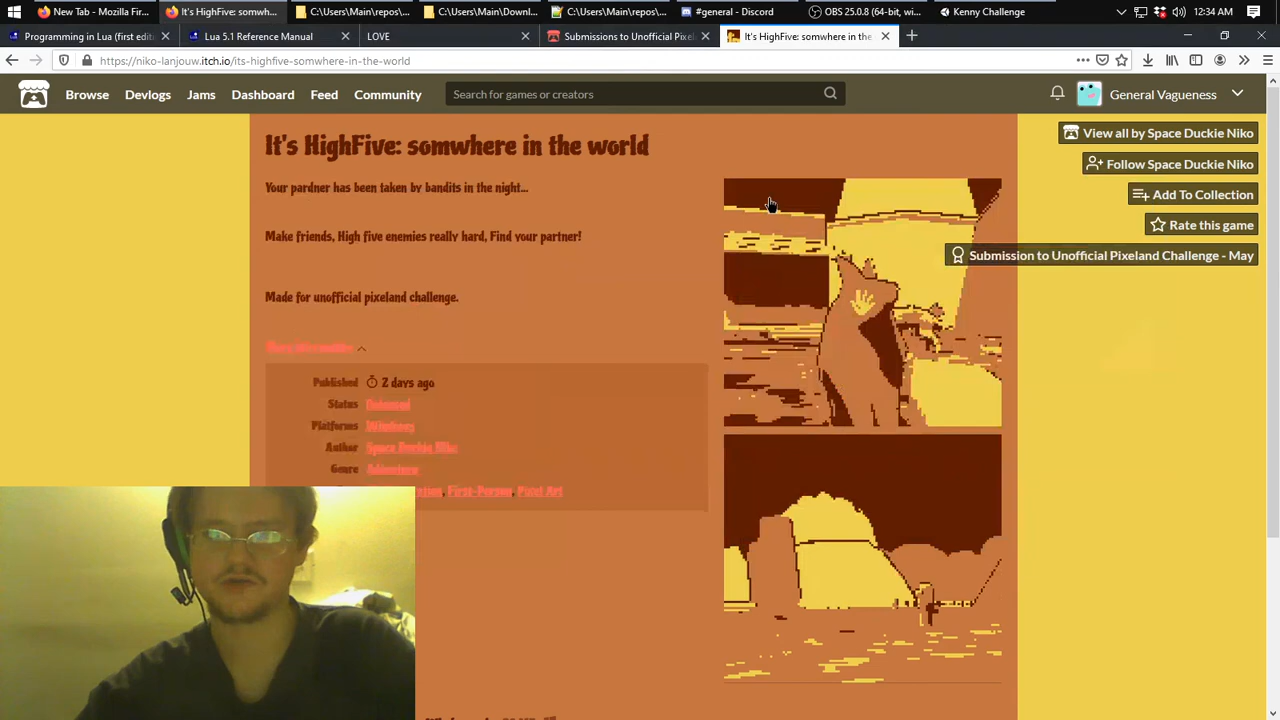 New Tab - Mozilla Fir...
It's HighFive: somwh...
C:\Users\Main\repos\...
C:\Users\Main\Downl...
C:\Users\Main\repos\...
#general - Discord
OBS 25.0.8 (64-bit, w...
Kenny Challenge
12:34 AM
Programming in Lua (first editi
Lua 5.1 Reference Manual
LOVE
Submissions to Unofficial Pixel
It's HighFive: somwhere in the
https://niko-lanjouw.itch.io/its-highfive-somwhere-in-the-world
Browse
Devlogs
Jams
Dashboard
Feed
Community
Search for games or creators
General Vagueness
It's HighFive: somwhere in the world
View all by Space Duckie Niko
Follow Space Duckie Niko
Add To Collection
Rate this game
Submission to Unofficial Pixeland Challenge - May
Your pardner has been taken by bandits in the night...
Make friends, High five enemies really hard, Find your partner!
Made for unofficial pixeland challenge.
Published 2 days ago
Status Released
Platforms Windows
Author Space Duckie Niko
Genre Adventure
First-Person, Pixel Art